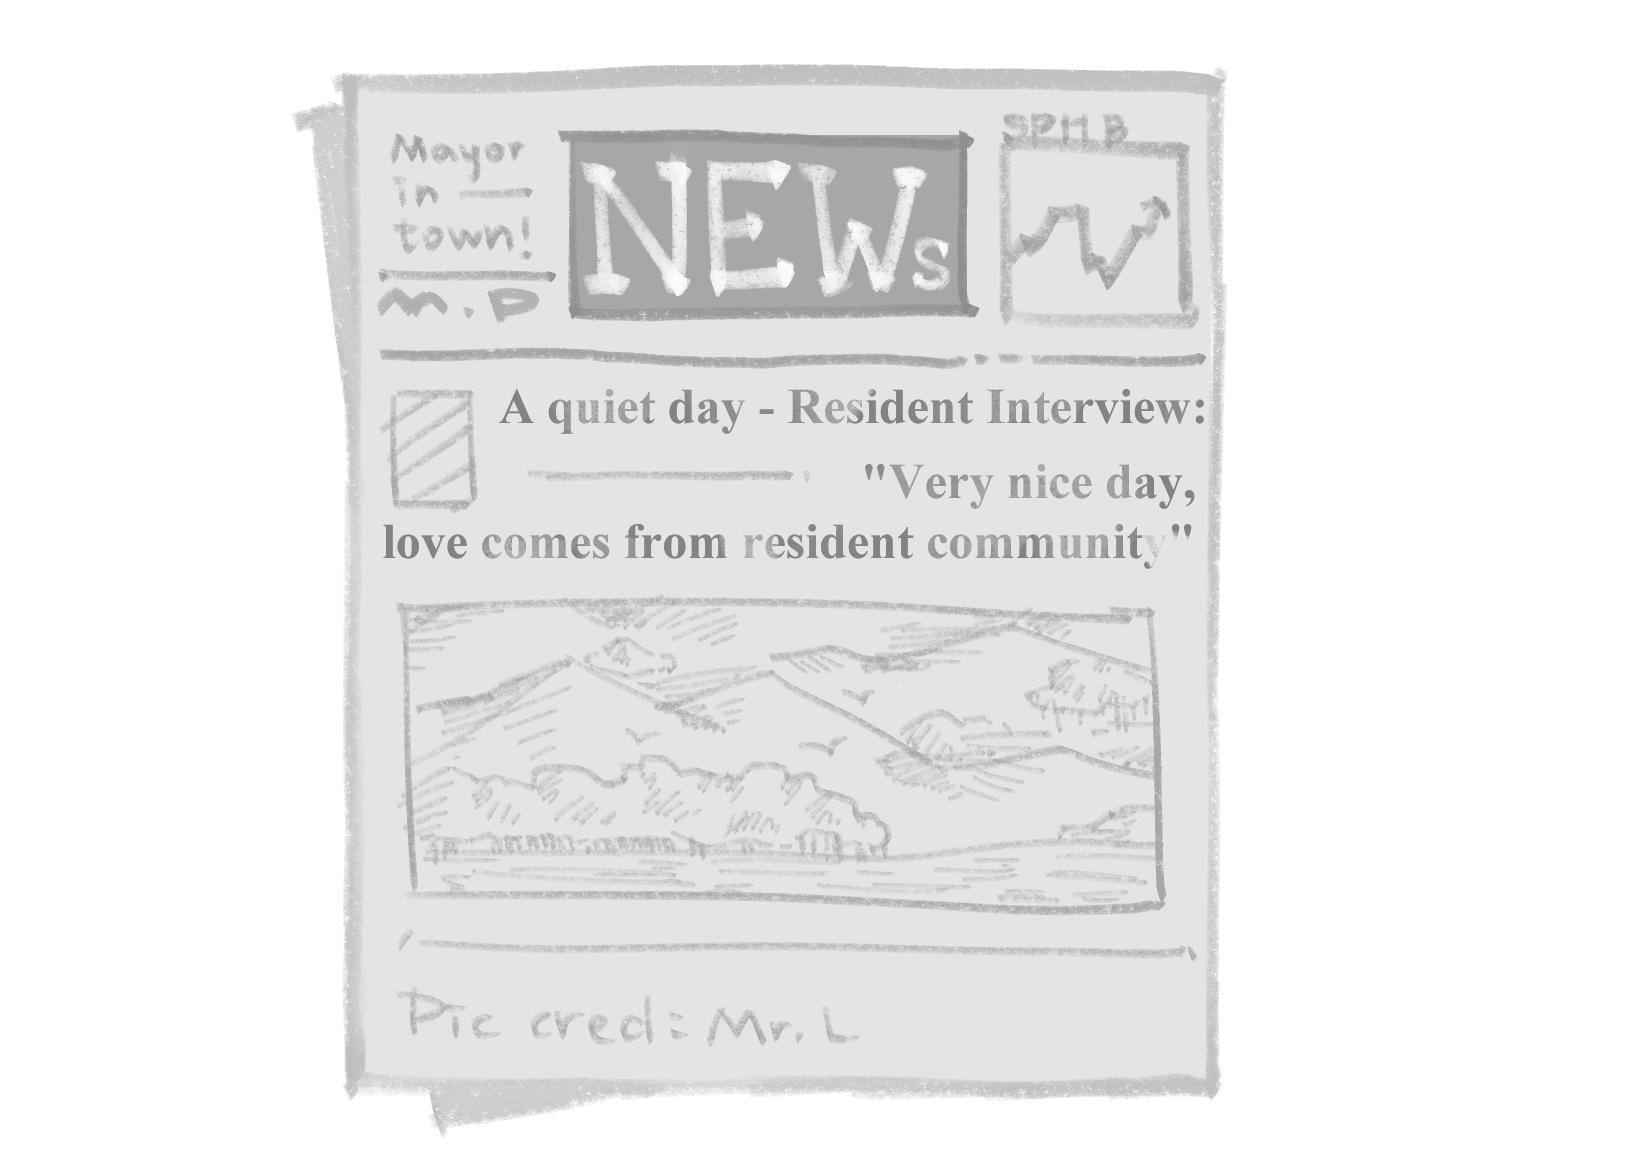 Mayor
in
town!
M.P
NEWs
SPMB
A quiet day - Resident Interview:
"Very nice day,
love comes from resident community"
Pic cred: Mr. L